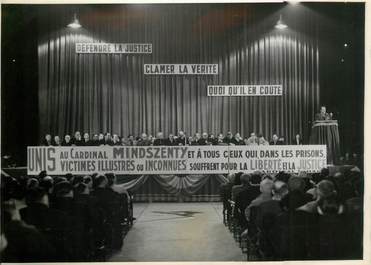 DEFENDRE LA JUSTICE
CLAMER LA VERITE
QUOI QU'IL EN COUTE
UNIS AU CARDINAL MINDSZENTY ET À TOUS CEUX QUI DANS LES PRISONS,
VICTIMES ILLUSTRES OU INCONNUES SOUFFRENT POUR LA LIBERTÉ ET LA JUSTICE